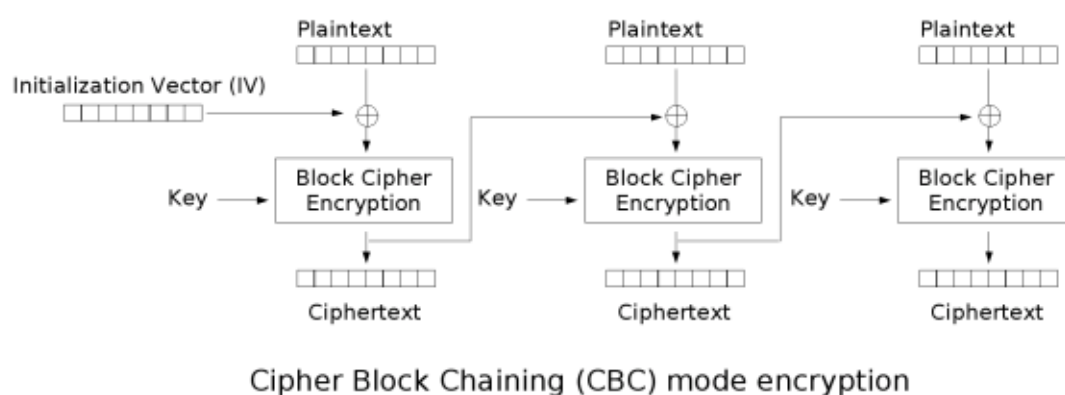 Plaintext
Plaintext
Plaintext
Initialization Vector (IV)
Key
Block Cipher
Encryption
Key
Block Cipher
Encryption
Key
Block Cipher
Encryption
Ciphertext
Ciphertext
Ciphertext
Cipher Block Chaining (CBC) mode encryption